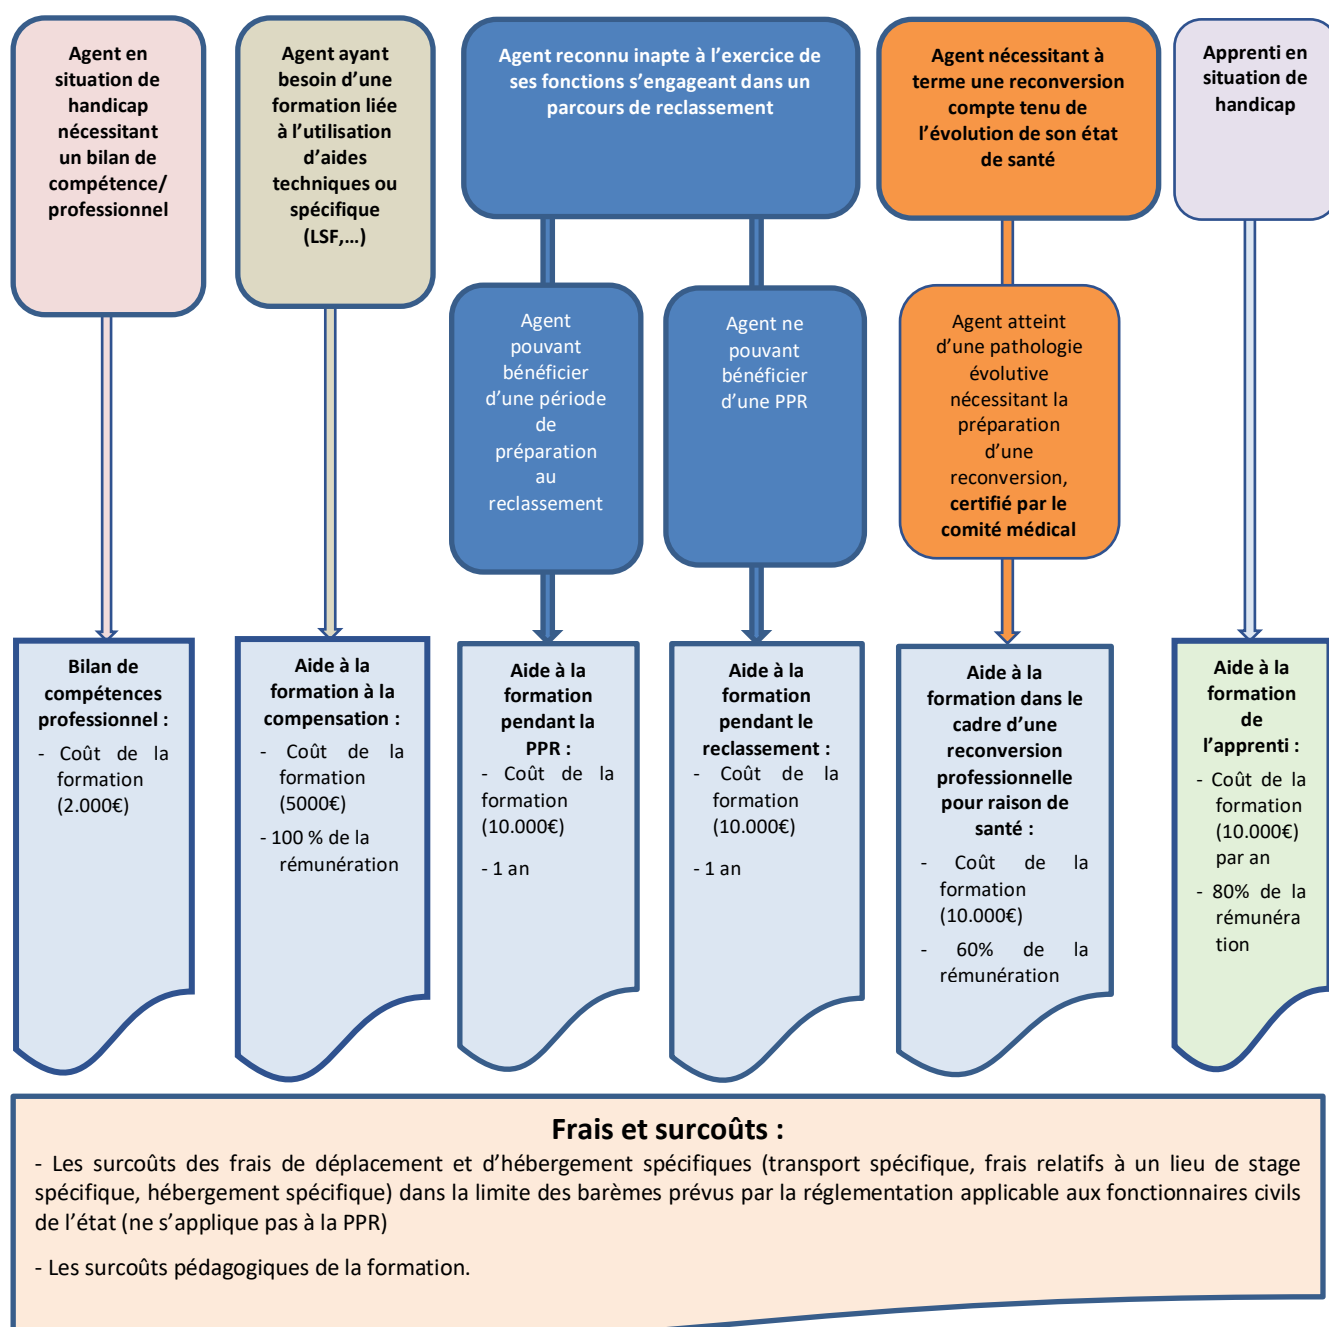 Agent en
situation de
handicap
nécessitant
un bilan de
compétence/
professionnel
Agent ayant
besoin d’une
formation liée
à l’utilisation
d’aides
techniques ou
spécifique
(LSF,…)
Agent reconnu inapte à l’exercice de
ses fonctions s’engageant dans un
parcours de reclassement
Agent nécessitant à
terme une reconversion
compte tenu de
l’évolution de son état
de santé
Apprenti en
situation de
handicap
Agent
pouvant
bénéficier
d’une période
de
préparation
au
reclassement
Agent ne
pouvant
bénéficier
d’une PPR
Agent atteint
d’une pathologie
évolutive
nécessitant la
préparation
d’une
reconversion,
certifié par le
comité médical
Bilan de
compétences
professionnel :
- Coût de la
formation
(2.000€)
Aide à la
formation à la
compensation :
- Coût de la
formation
(5000€)
- 100 % de la
rémunération
Aide à la
formation
pendant la
PPR :
- Coût de la
formation
(10.000€)
- 1 an
Aide à la
formation
pendant le
reclassement :
- Coût de la
formation
(10.000€)
- 1 an
Aide à la
formation dans le
cadre d’une
reconversion
professionnelle
pour raison de
santé :
- Coût de la
formation
(10.000€)
- 60% de la
rémunération
Aide à la
formation
de
l’apprenti :
- Coût de la
formation
(10.000€)
par an
- 80% de la
rémunéra
tion
Frais et surcoûts :
- Les surcoûts des frais de déplacement et d’hébergement spécifiques (transport spécifique, frais relatifs à un lieu de stage
spécifique, hébergement spécifique) dans la limite des barèmes prévus par la réglementation applicable aux fonctionnaires civils
de l’état (ne s’applique pas à la PPR)
- Les surcoûts pédagogiques de la formation.